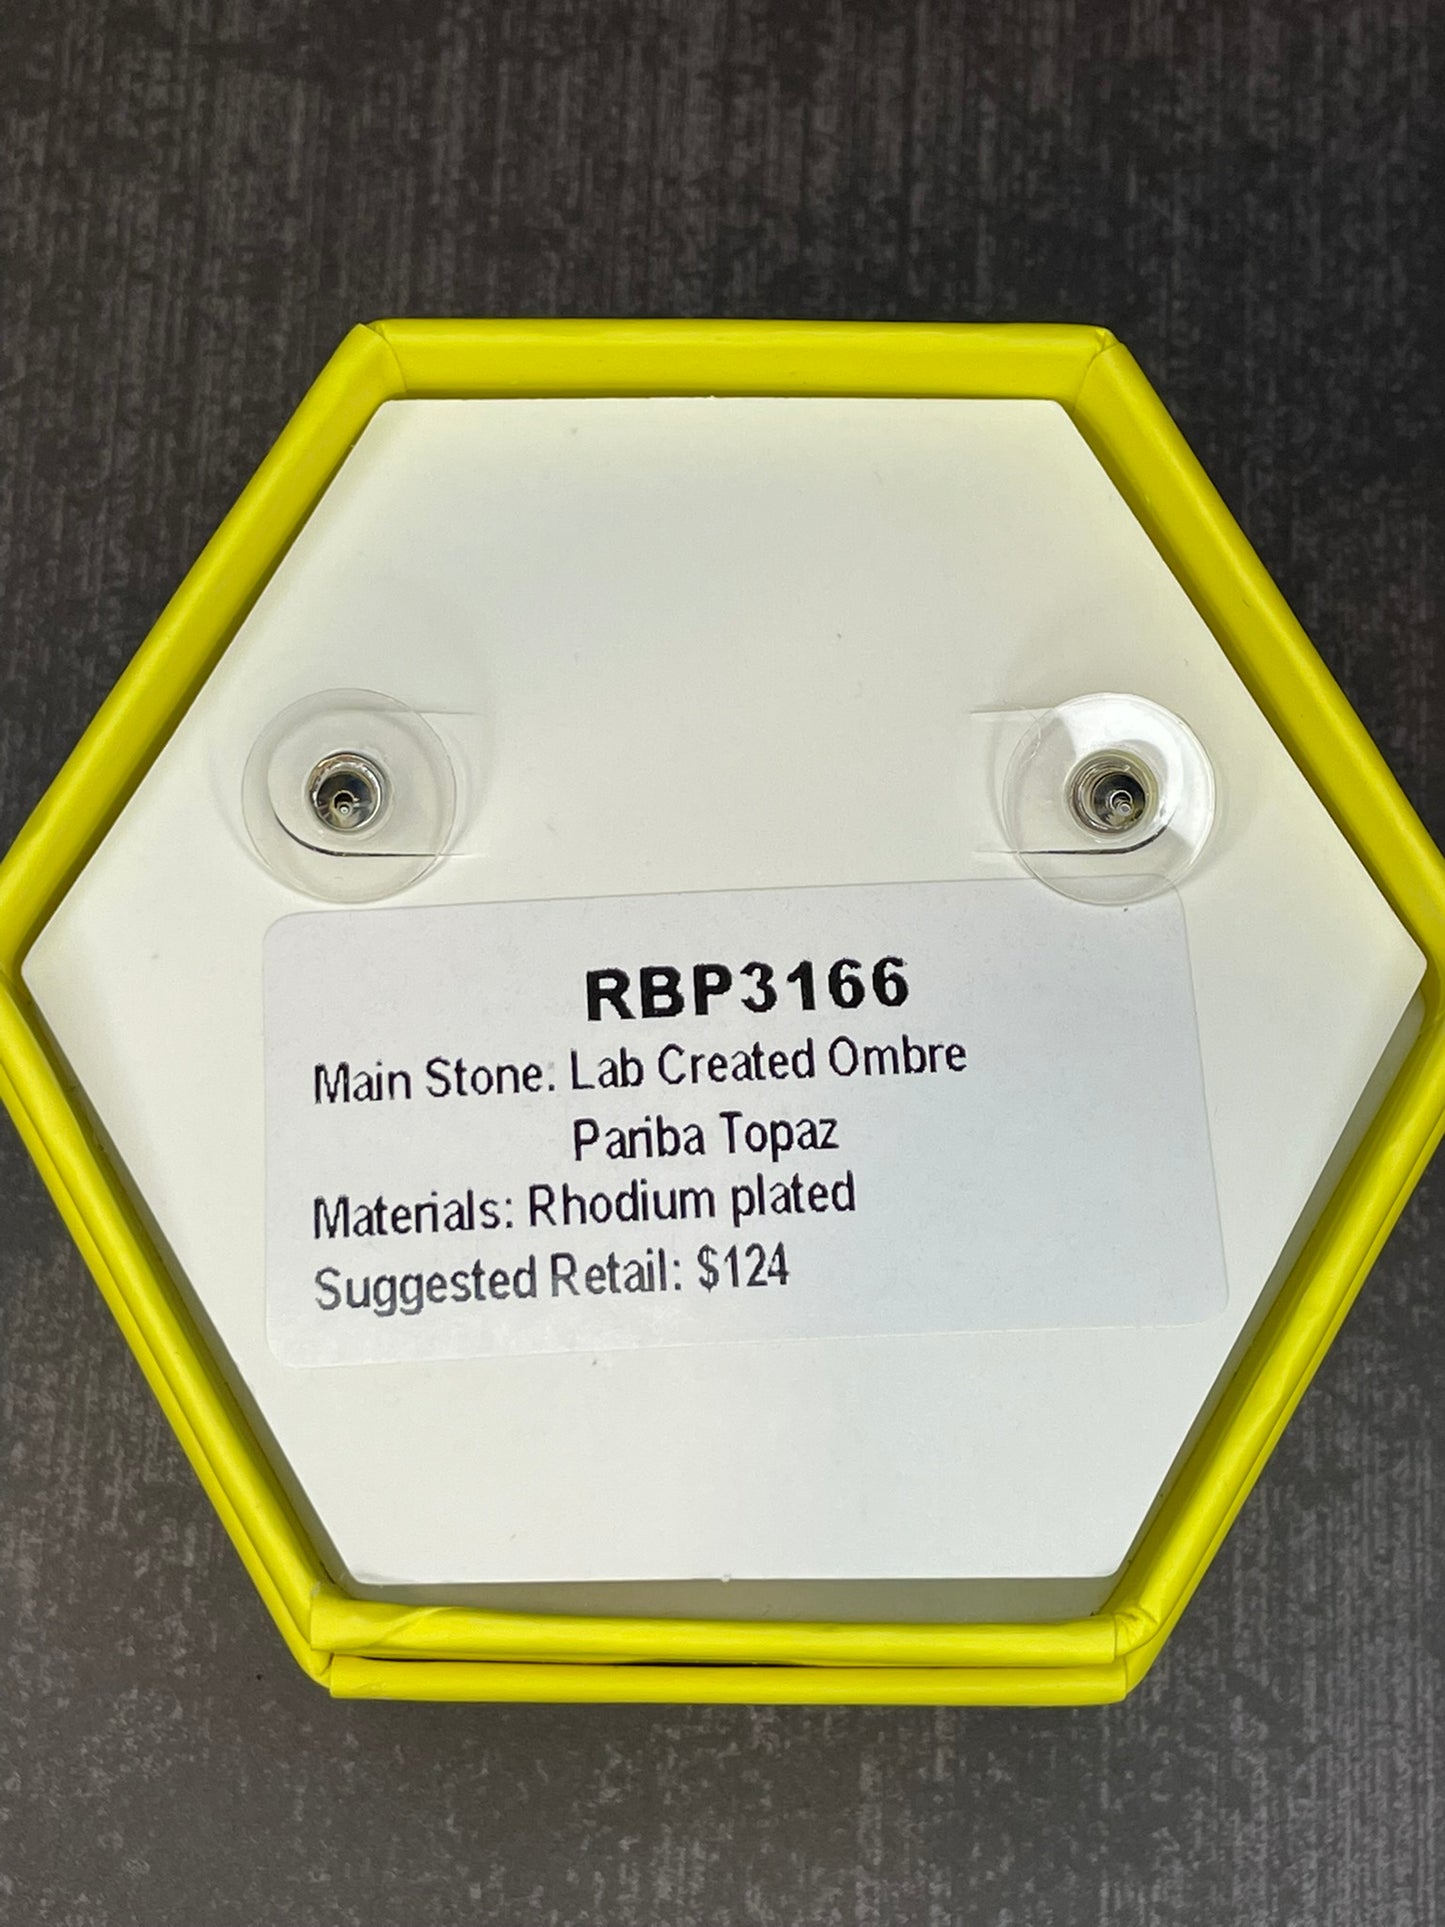 RBP3166
Main Stone: Lab Created Ombre
Pariba Topaz
Materials: Rhodium plated
Suggested Retail: $124